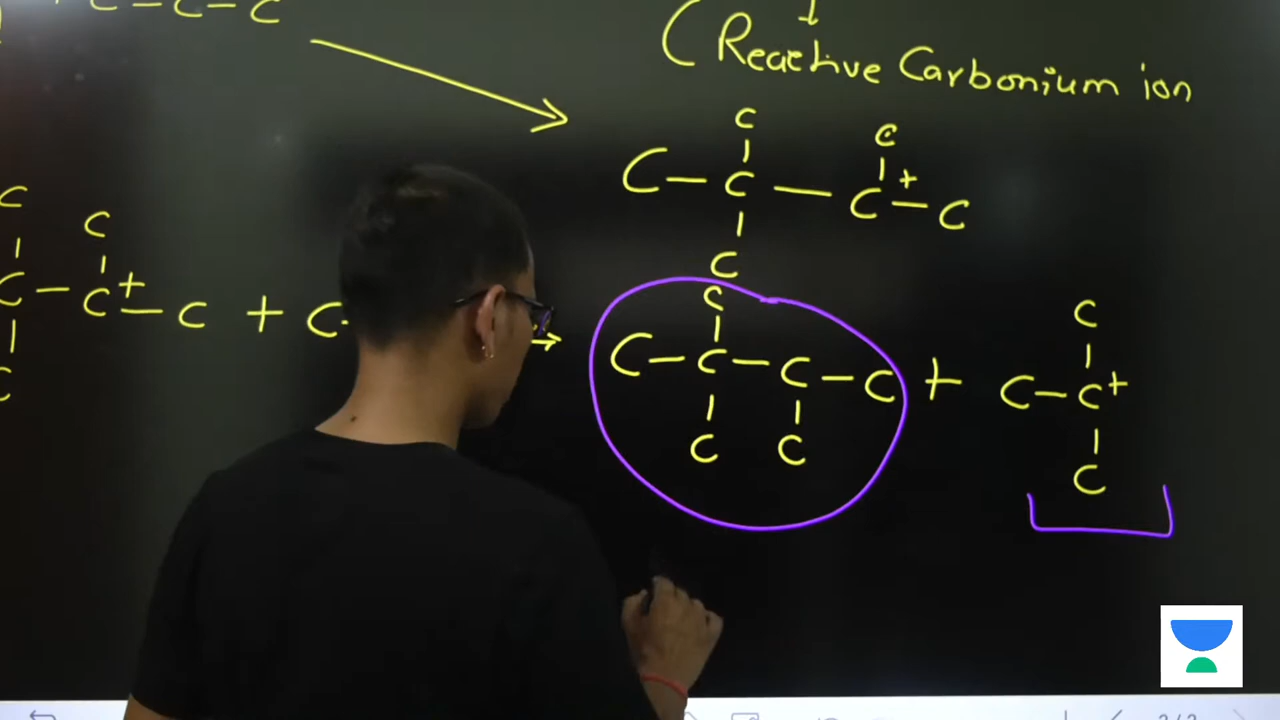 C-C-C
(Reactive Carbonium ion
C C
C-C-C+-C
C
C C C C
C-C+-C + C → C-C-C-C + C-C+
C C C C